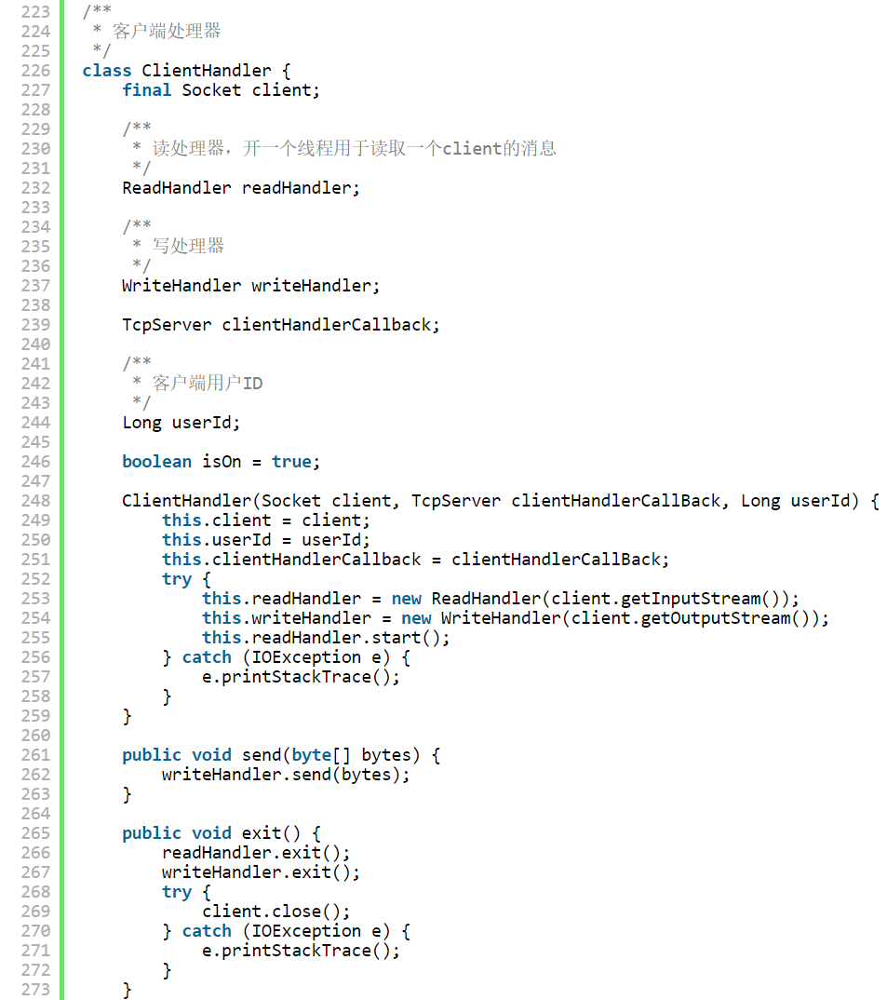 223 /**
224  * 客户端处理器
225  */
226 class ClientHandler {
227     final Socket client;
228
229     /**
230      * 读处理器，开一个线程用于读取一个client的消息
231      */
232     ReadHandler readHandler;
233
234     /**
235      * 写处理器
236      */
237     WriteHandler writeHandler;
238
239     TcpServer clientHandlerCallback;
240
241     /**
242      * 客户端用户ID
243      */
244     Long userId;
245
246     boolean isOn = true;
247
248     ClientHandler(Socket client, TcpServer clientHandlerCallBack, Long userId) {
249         this.client = client;
250         this.userId = userId;
251         this.clientHandlerCallback = clientHandlerCallBack;
252         try {
253             this.readHandler = new ReadHandler(client.getInputStream());
254             this.writeHandler = new WriteHandler(client.getOutputStream());
255             this.readHandler.start();
256         } catch (IOException e) {
257             e.printStackTrace();
258         }
259     }
260
261     public void send(byte[] bytes) {
262         writeHandler.send(bytes);
263     }
264
265     public void exit() {
266         readHandler.exit();
267         writeHandler.exit();
268         try {
269             client.close();
270         } catch (IOException e) {
271             e.printStackTrace();
272         }
273     }